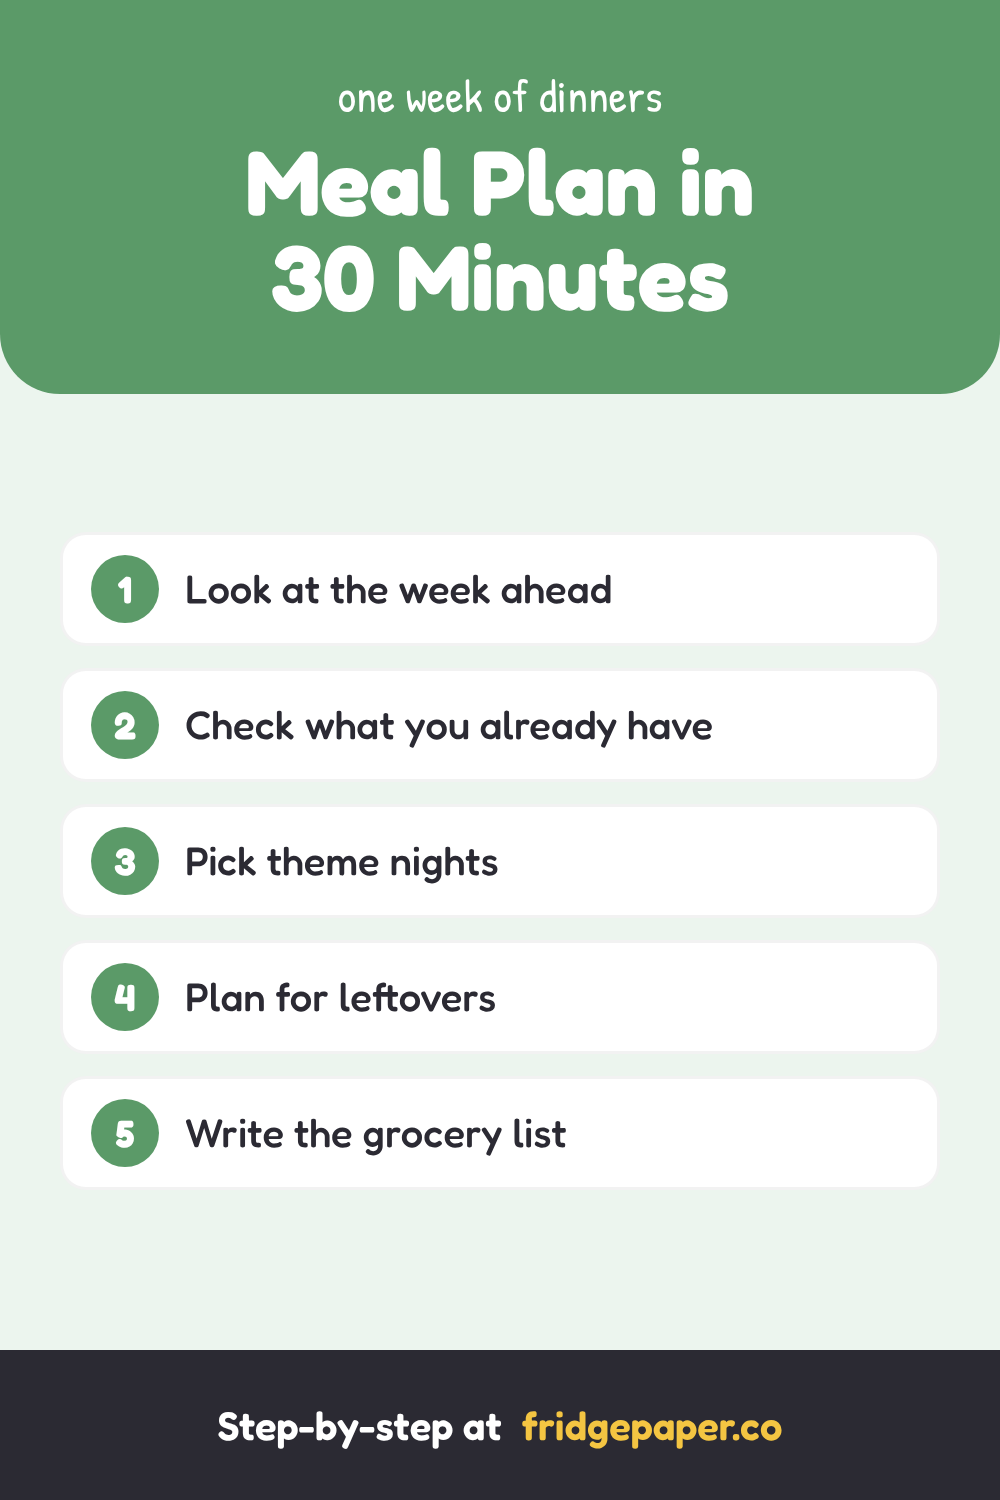 one week of dinners
Meal Plan in
30 Minutes
1 Look at the week ahead
2 Check what you already have
3 Pick theme nights
4 Plan for leftovers
5 Write the grocery list
Step-by-step at fridgepaper.co